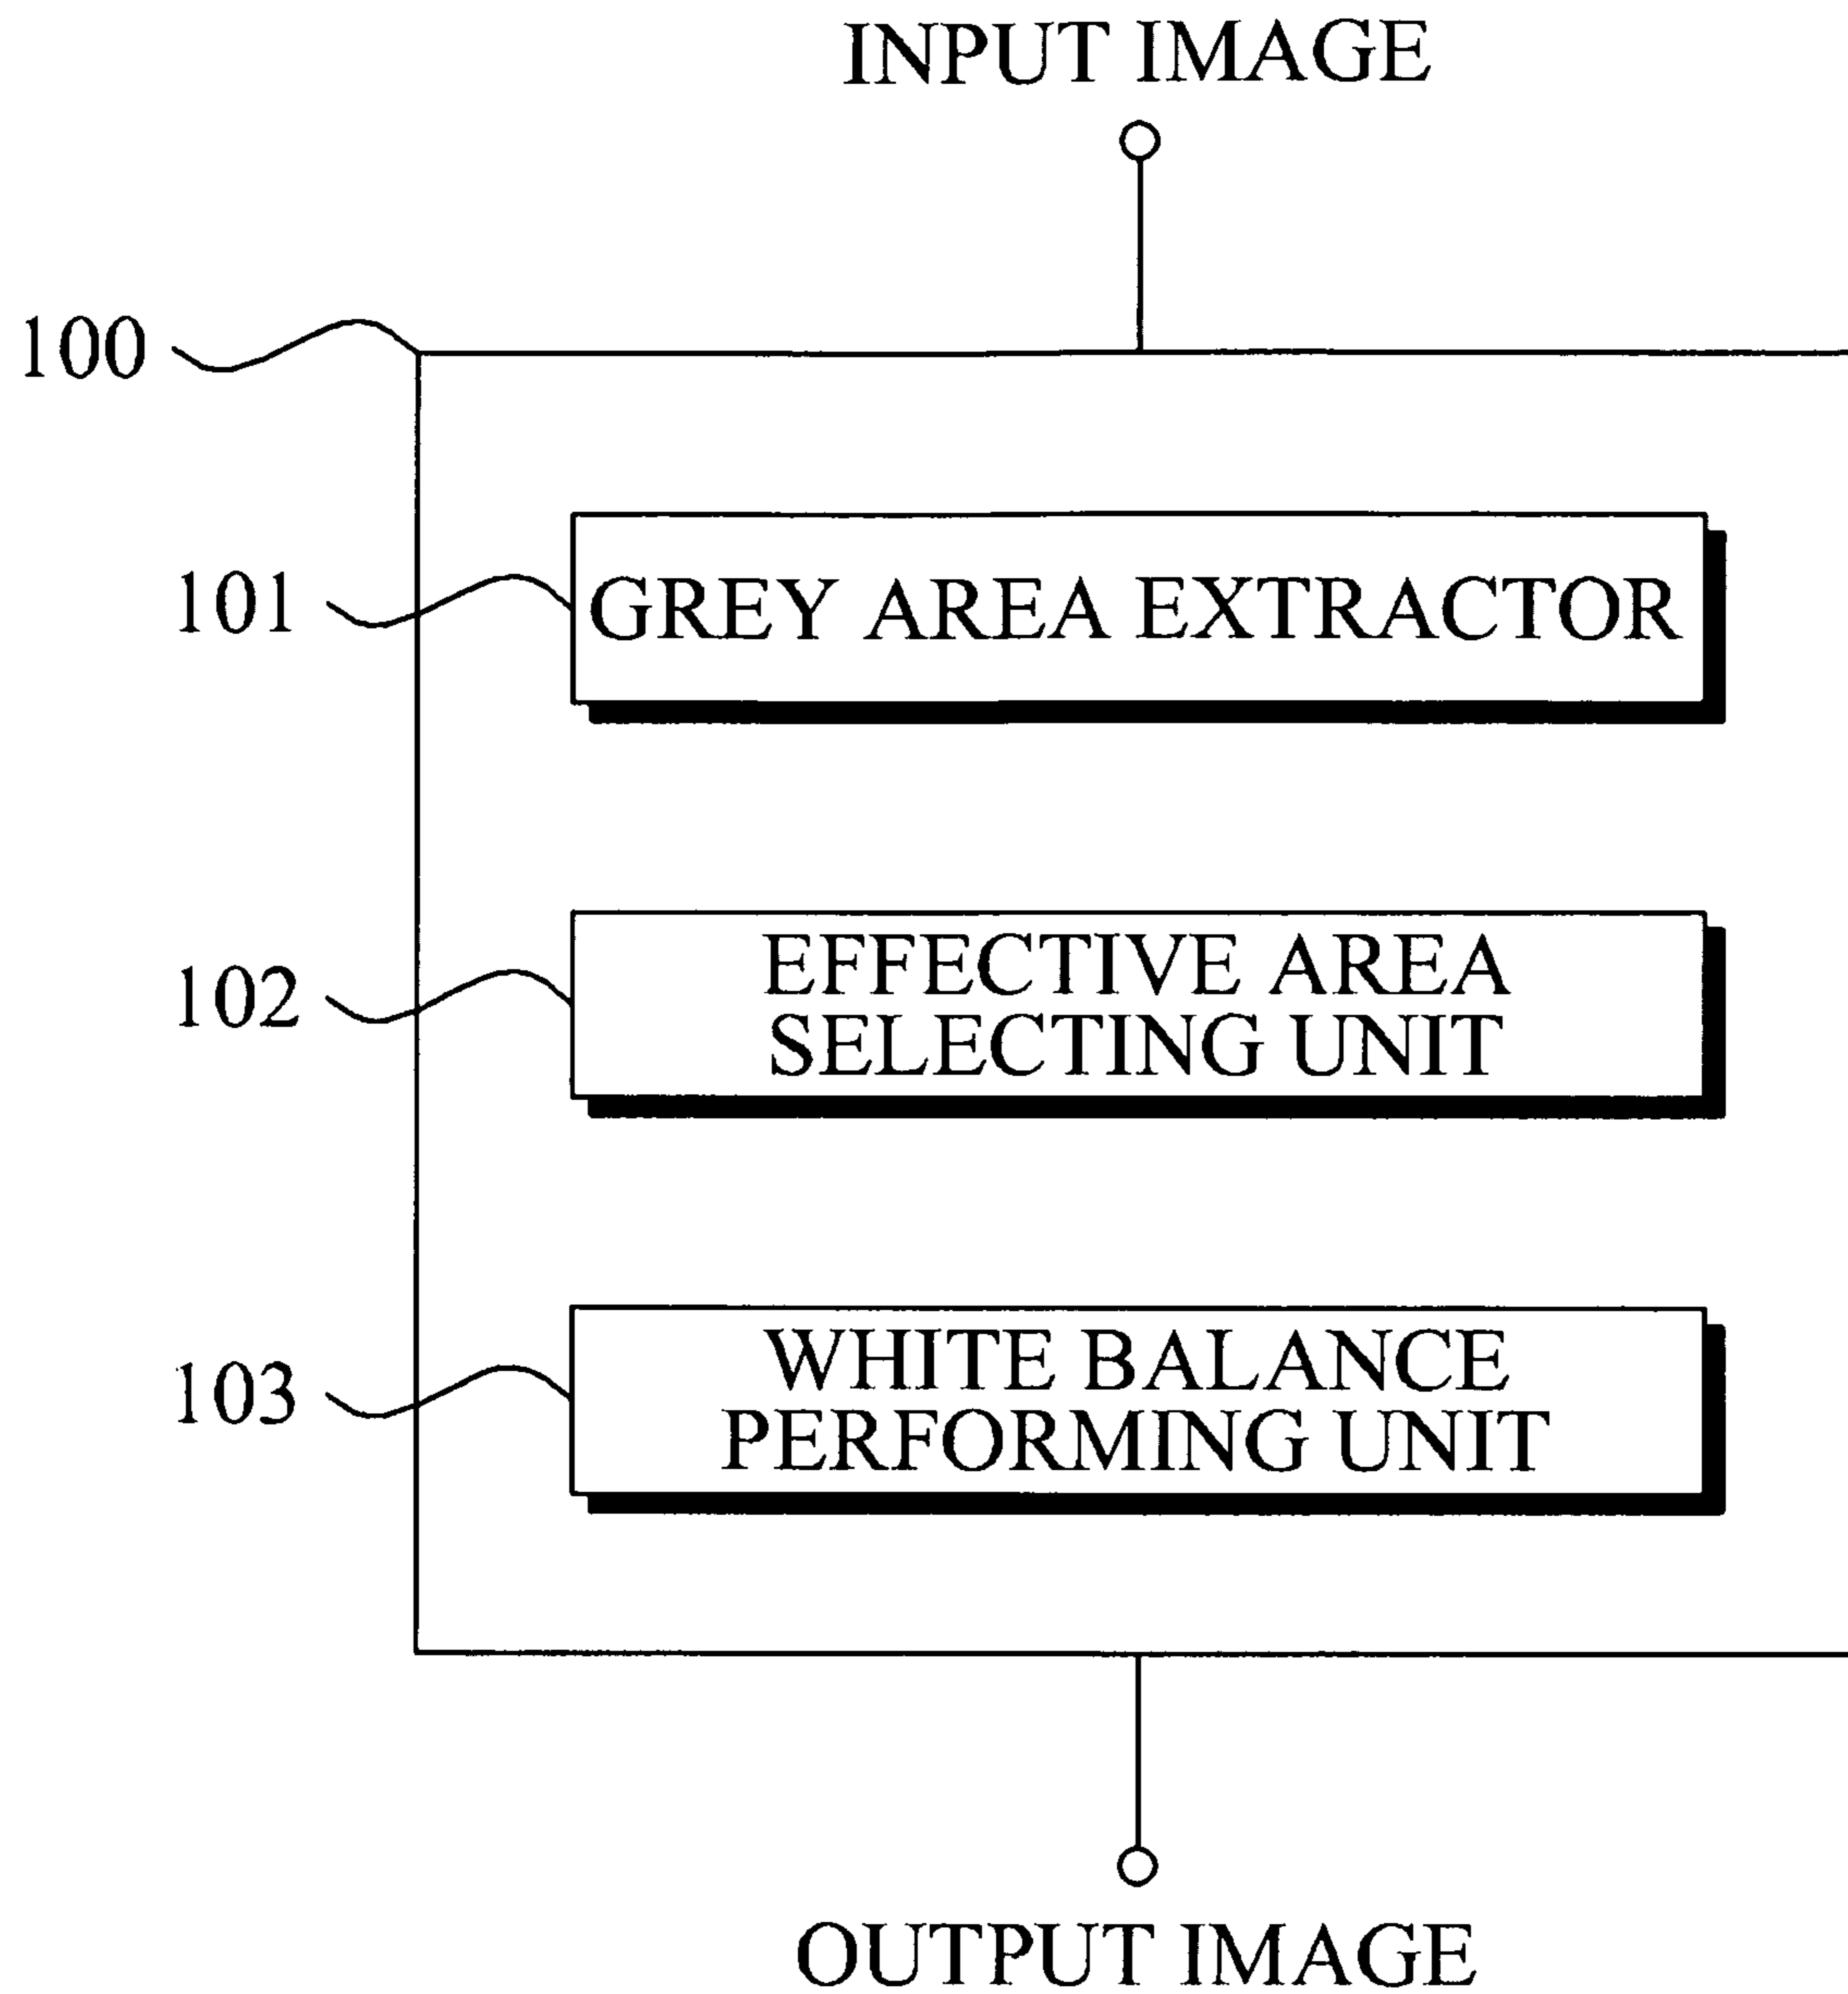 INPUT IMAGE
100
101
GREY AREA EXTRACTOR
102
EFFECTIVE AREA
SELECTING UNIT
103
WHITE BALANCE
PERFORMING UNIT
OUTPUT IMAGE